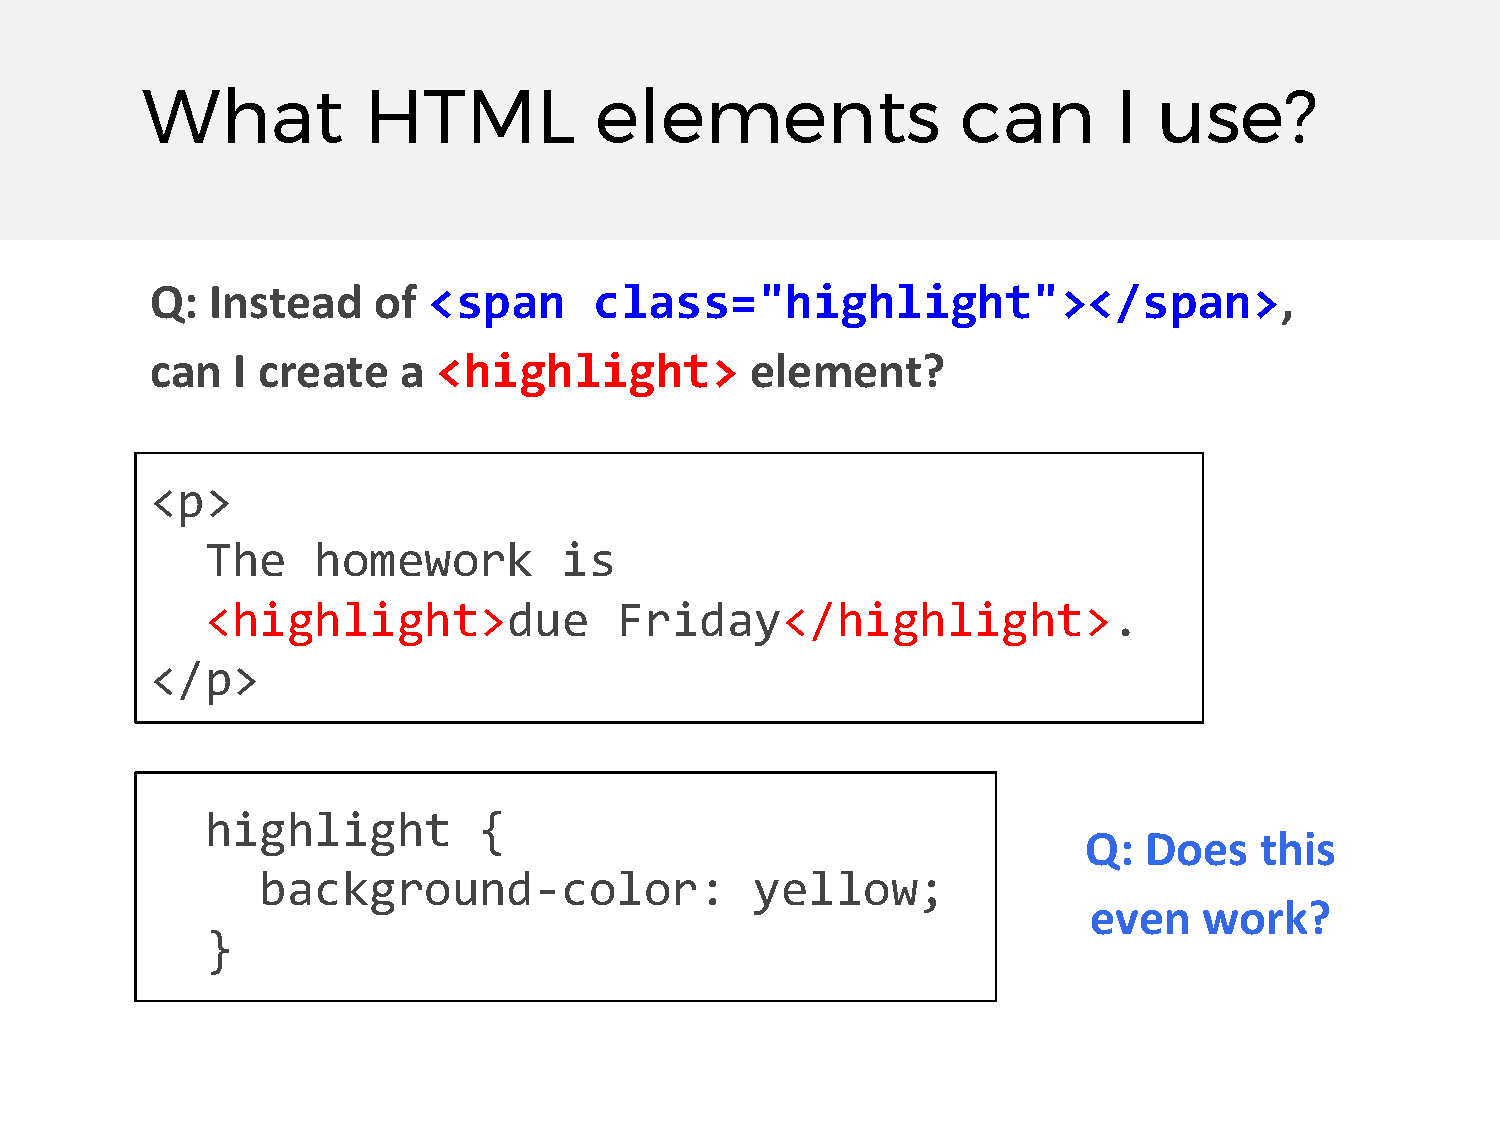 What HTML elements can I use?
Q: Instead of <span class="highlight"></span>,
can I create a <highlight> element?
<p>
  The homework is
  <highlight>due Friday</highlight>.
</p>
highlight {
  background-color: yellow;
}
Q: Does this
even work?